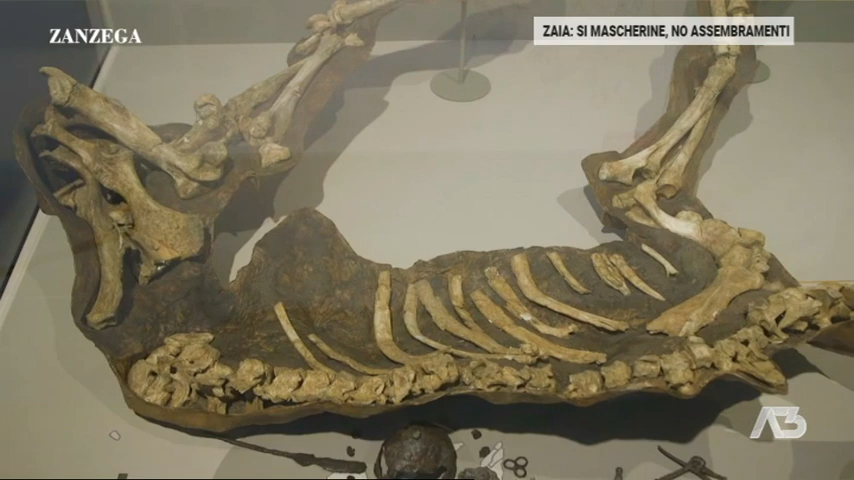 ZANZEGA
ZAIA: SI MASCHERINE, NO ASSEMBRAMENTI
A3